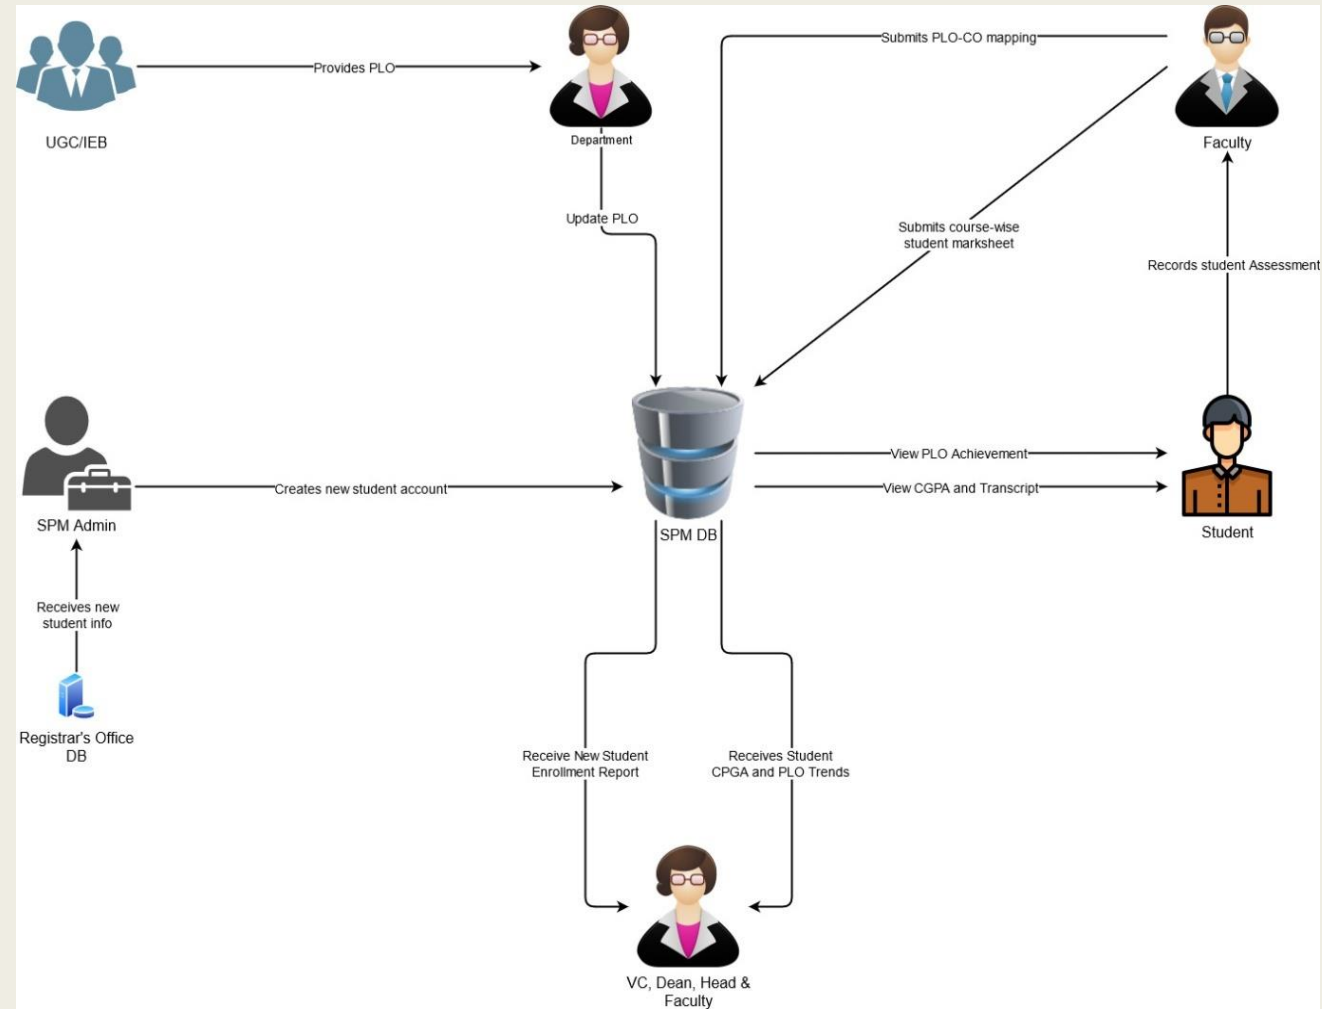 Submits PLO-CO mapping
Provides PLO
UGC/IEB
Department
Faculty
Update PLO
Submits course-wise
student marksheet
Records student Assessment
View PLO Achievement
Creates new student account
View CGPA and Transcript
SPM Admin
SPM DB
Student
Receives new
student info
Registrar's Office
DB
Receive New Student
Enrollment Report
Receives Student
CPGA and PLO Trends
VC, Dean, Head &
Faculty